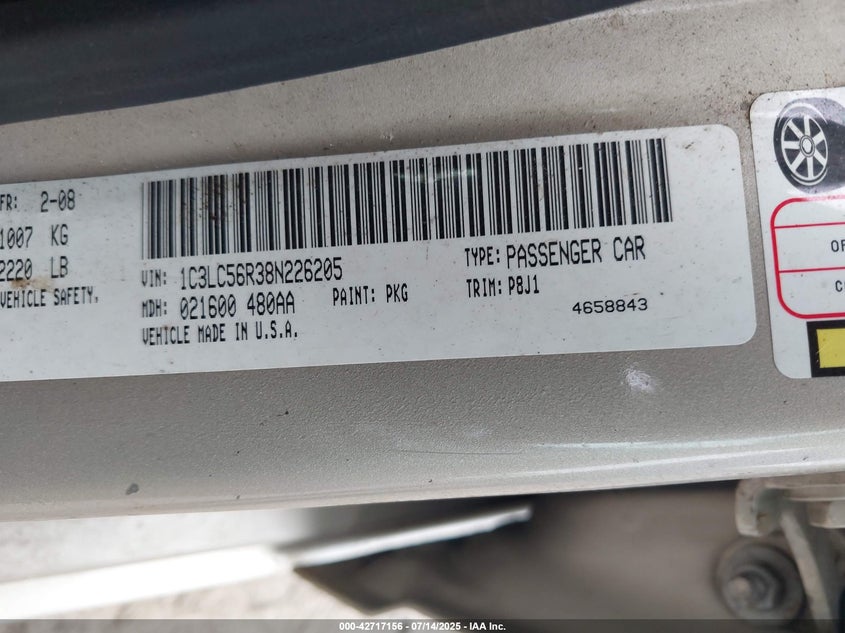 FR: 2-08
1007 KG
2220 LB
VEHICLE SAFETY.
VIN: 1C3LC56R38N226205
TYPE: PASSENGER CAR
MDH: 021600 480AA
PAINT: PKG
TRIM: P8J1
VEHICLE MADE IN U.S.A.
4658843
OF
C
000-42717156 - 07/14/2025 - IAA Inc.